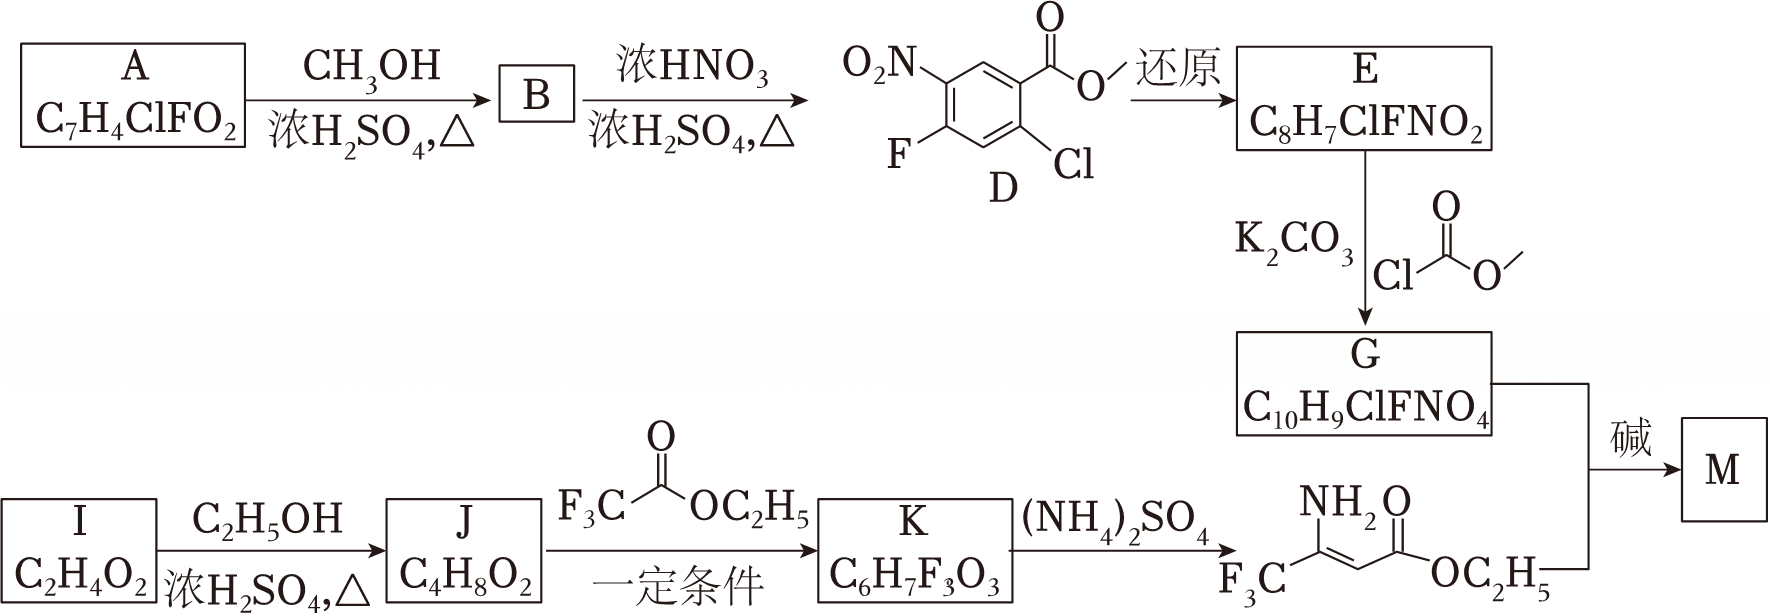 A
C₇H₄ClFO₂
CH₃OH
浓H₂SO₄,△
B
浓HNO₃
浓H₂SO₄,△
O₂N
F
Cl
O
O
D
还原
E
C₈H₇ClFNO₂
K₂CO₃
Cl
O
O
G
C₁₀H₉ClFNO₄
I
C₂H₄O₂
C₂H₅OH
浓H₂SO₄,△
J
C₄H₈O₂
F₃C
O
OC₂H₅
一定条件
K
C₆H₇F₃O₃
(NH₄)₂SO₄
NH₂
O
F₃C
OC₂H₅
碱
M